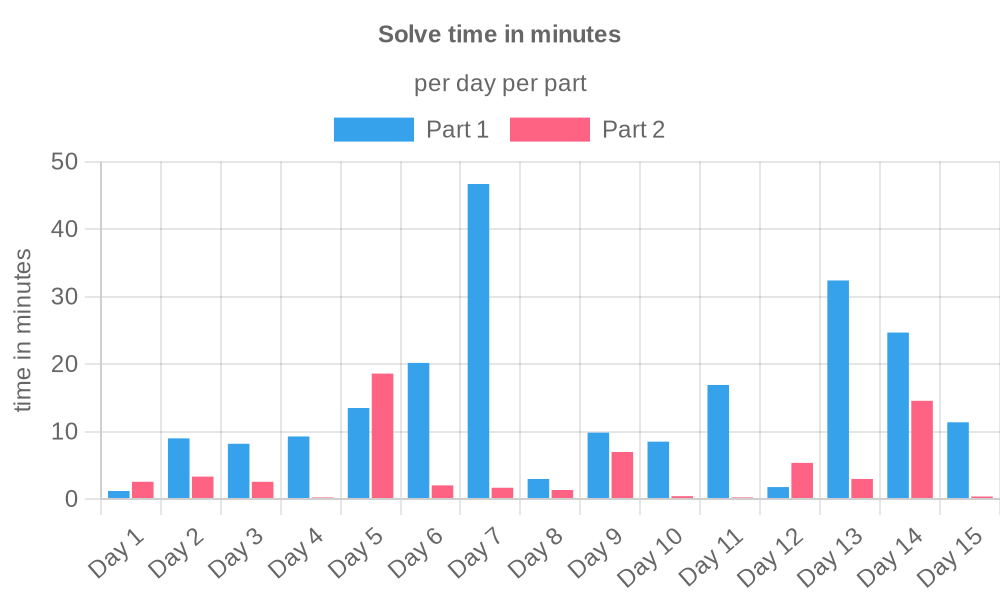 Solve time in minutes
per day per part
Part 1 Part 2
50
40
30
20
10
0
time in minutes
Day 1 Day 2 Day 3 Day 4 Day 5 Day 6 Day 7 Day 8 Day 9 Day 10 Day 11 Day 12 Day 13 Day 14 Day 15